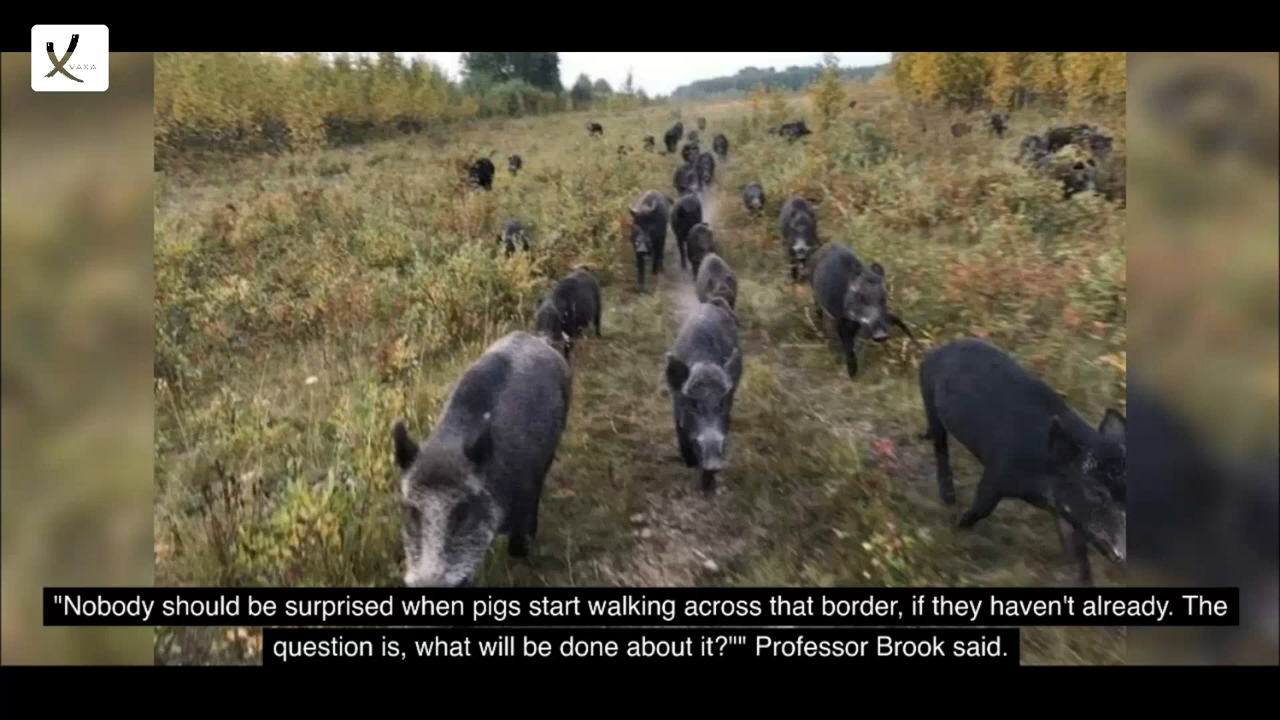 VAXA
"Nobody should be surprised when pigs start walking across that border, if they haven't already. The
question is, what will be done about it?"" Professor Brook said.